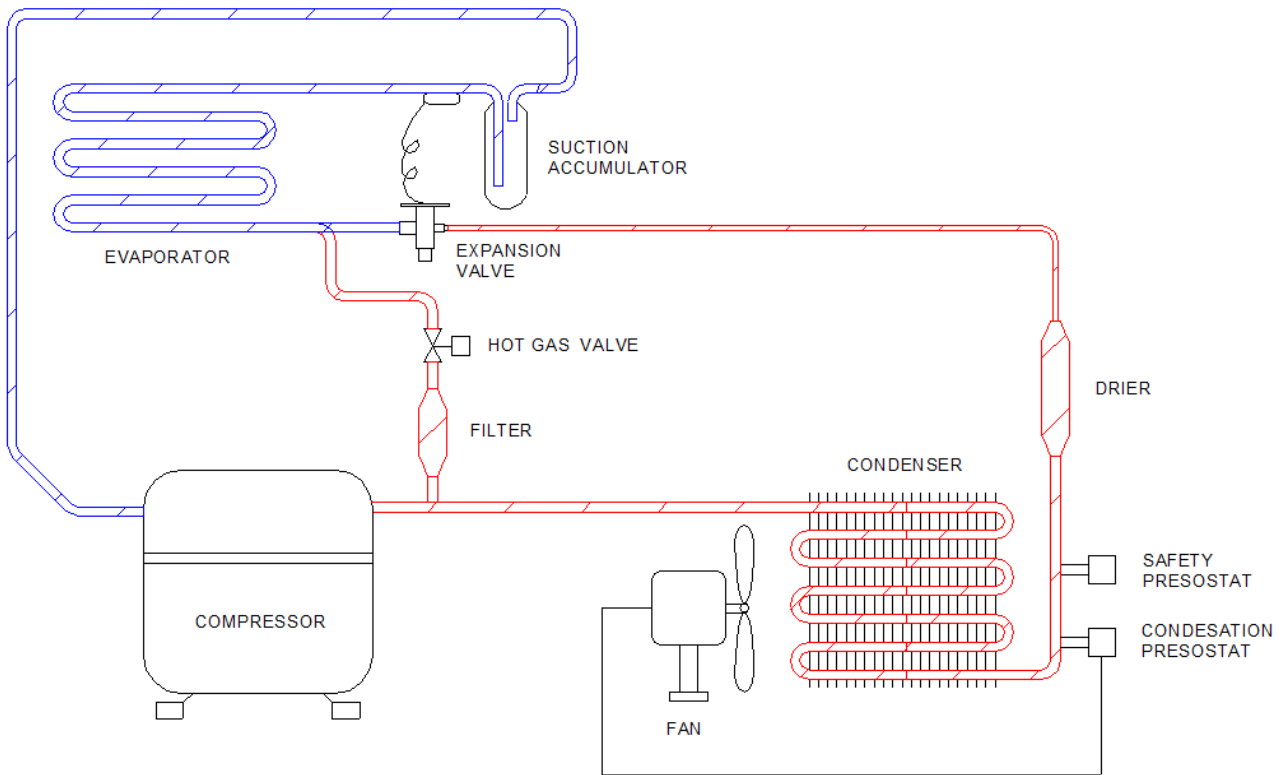 SUCTION
ACCUMULATOR
EVAPORATOR
EXPANSION
VALVE
HOT GAS VALVE
DRIER
FILTER
CONDENSER
SAFETY
PRESOSTAT
COMPRESSOR
CONDESATION
PRESOSTAT
FAN